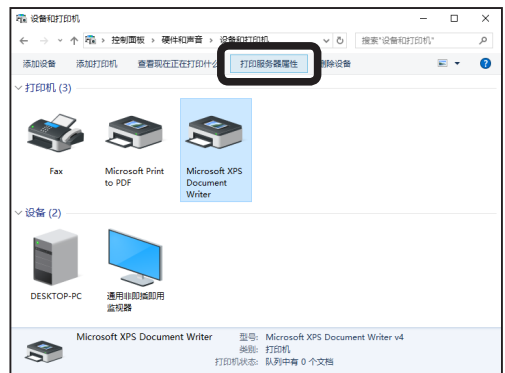 设备和打印机
控制面板 › 硬件和声音 › 设备和打印机
搜索"设备和打印机"
添加设备 添加打印机 查看现在正在打印什么 打印服务器属性 删除设备
打印机 (3)
Fax
Microsoft Print
to PDF
Microsoft XPS
Document
Writer
设备 (2)
DESKTOP-PC
通用非即插即用
监视器
Microsoft XPS Document Writer
型号: Microsoft XPS Document Writer v4
类别: 打印机
打印机状态: 队列中有 0 个文档